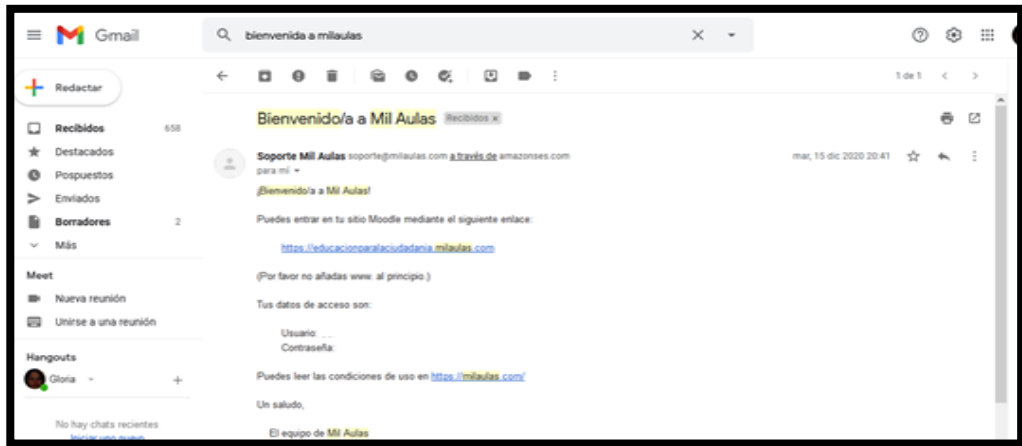 Gmail
bienvenida a milaulas
Redactar
1 de 1
Bienvenido/a a Mil Aulas Recibidos x
Recibidos 658
Destacados
Pospuestos
Enviados
Borradores 2
Más
Soporte Mil Aulas soporte@milaulas.com a través de amazonses.com
mar, 15 dic 2020 20:41
para mí
¡Bienvenido/a a Mil Aulas!
Puedes entrar en tu sitio Moodle mediante el siguiente enlace:
https://educacionparalaciudadania.milaulas.com
(Por favor no añadas www. al principio.)
Tus datos de acceso son:
Usuario:
Contraseña:
Puedes leer las condiciones de uso en https://milaulas.com/
Un saludo,
El equipo de Mil Aulas
Meet
Nueva reunión
Unirse a una reunión
Hangouts
Gloria
No hay chats recientes
Iniciar uno nuevo